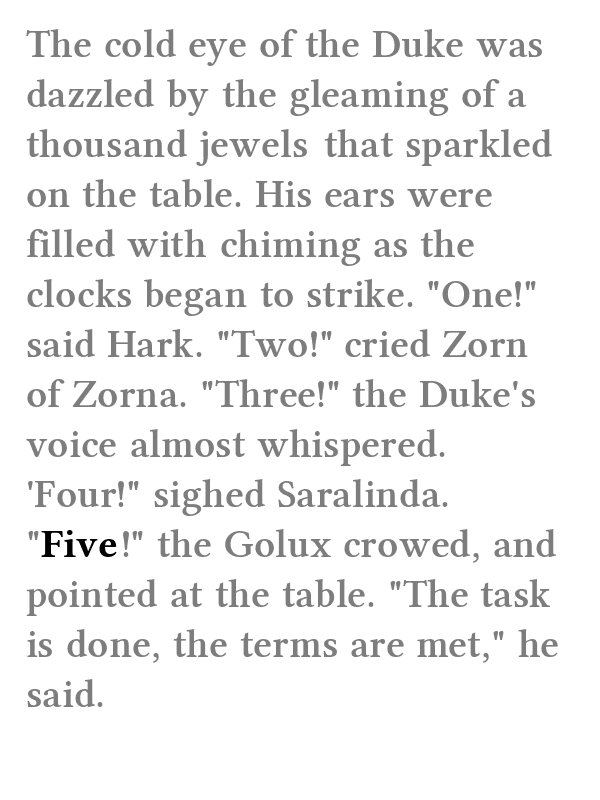 The cold eye of the Duke was
dazzled by the gleaming of a
thousand jewels that sparkled
on the table. His ears were
filled with chiming as the
clocks began to strike. "One!"
said Hark. "Two!" cried Zorn
of Zorna. "Three!" the Duke's
voice almost whispered.
'Four!" sighed Saralinda.
"Five!" the Golux crowed, and
pointed at the table. "The task
is done, the terms are met," he
said.